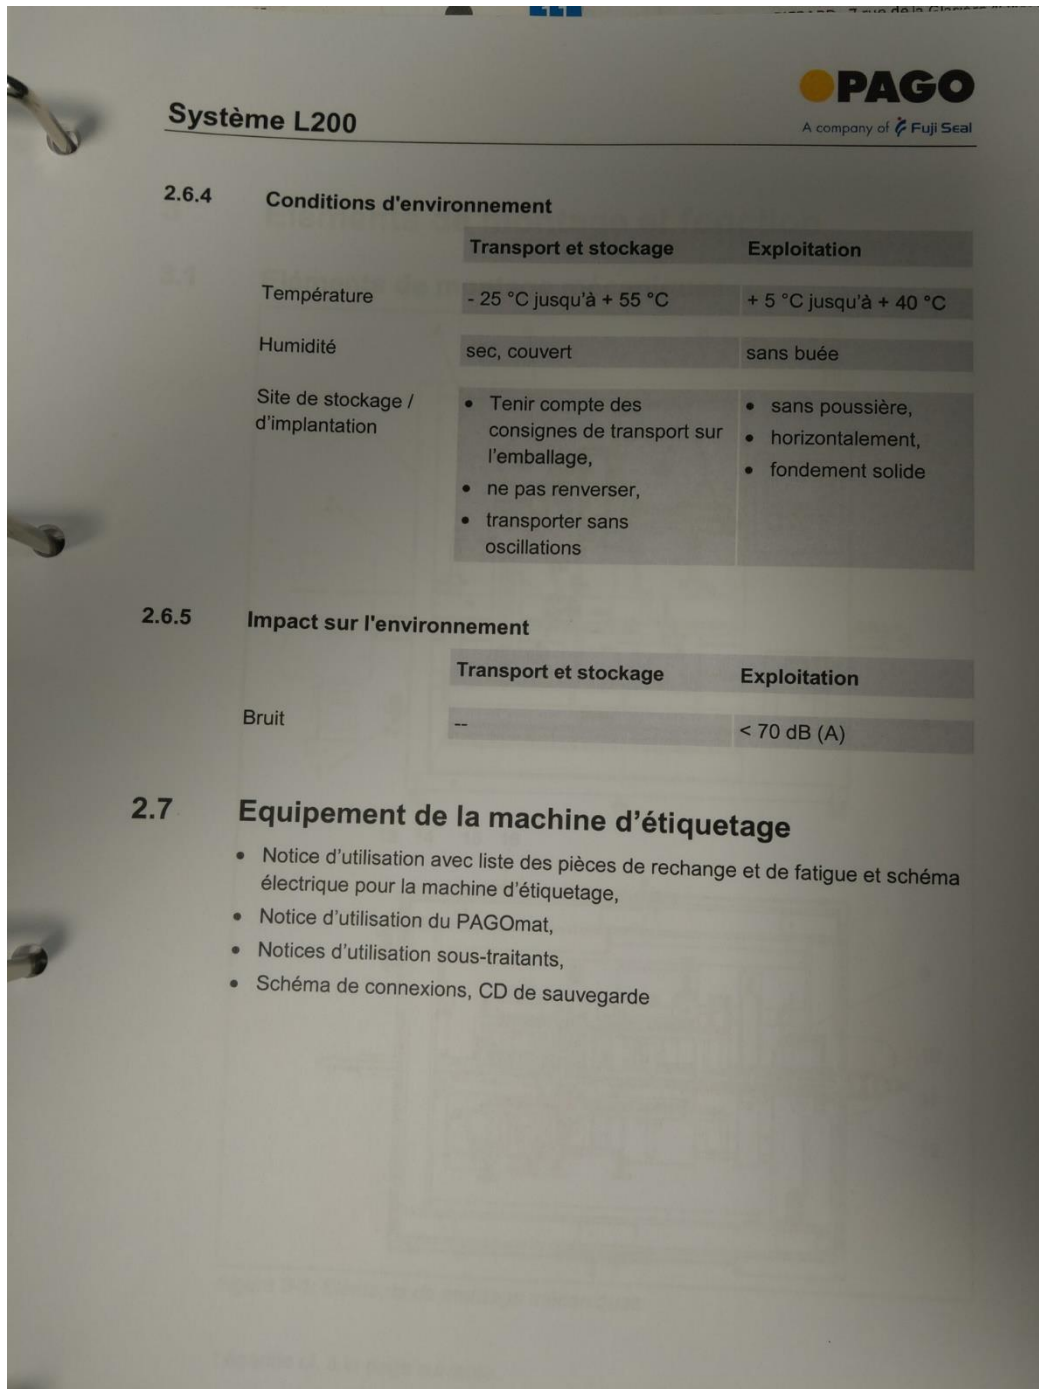 PAGO
A company of Fuji Seal
Système L200
2.6.4 Conditions d'environnement
Transport et stockage Exploitation
Température - 25 °C jusqu'à + 55 °C + 5 °C jusqu'à + 40 °C
Humidité sec, couvert sans buée
Site de stockage / d'implantation
• Tenir compte des
consignes de transport sur
l'emballage,
• ne pas renverser,
• transporter sans
oscillations
• sans poussière,
• horizontalement,
• fondement solide
2.6.5 Impact sur l'environnement
Transport et stockage Exploitation
Bruit -- < 70 dB (A)
2.7 Equipement de la machine d'étiquetage
• Notice d'utilisation avec liste des pièces de rechange et de fatigue et schéma
électrique pour la machine d'étiquetage,
• Notice d'utilisation du PAGOmat,
• Notices d'utilisation sous-traitants,
• Schéma de connexions, CD de sauvegarde